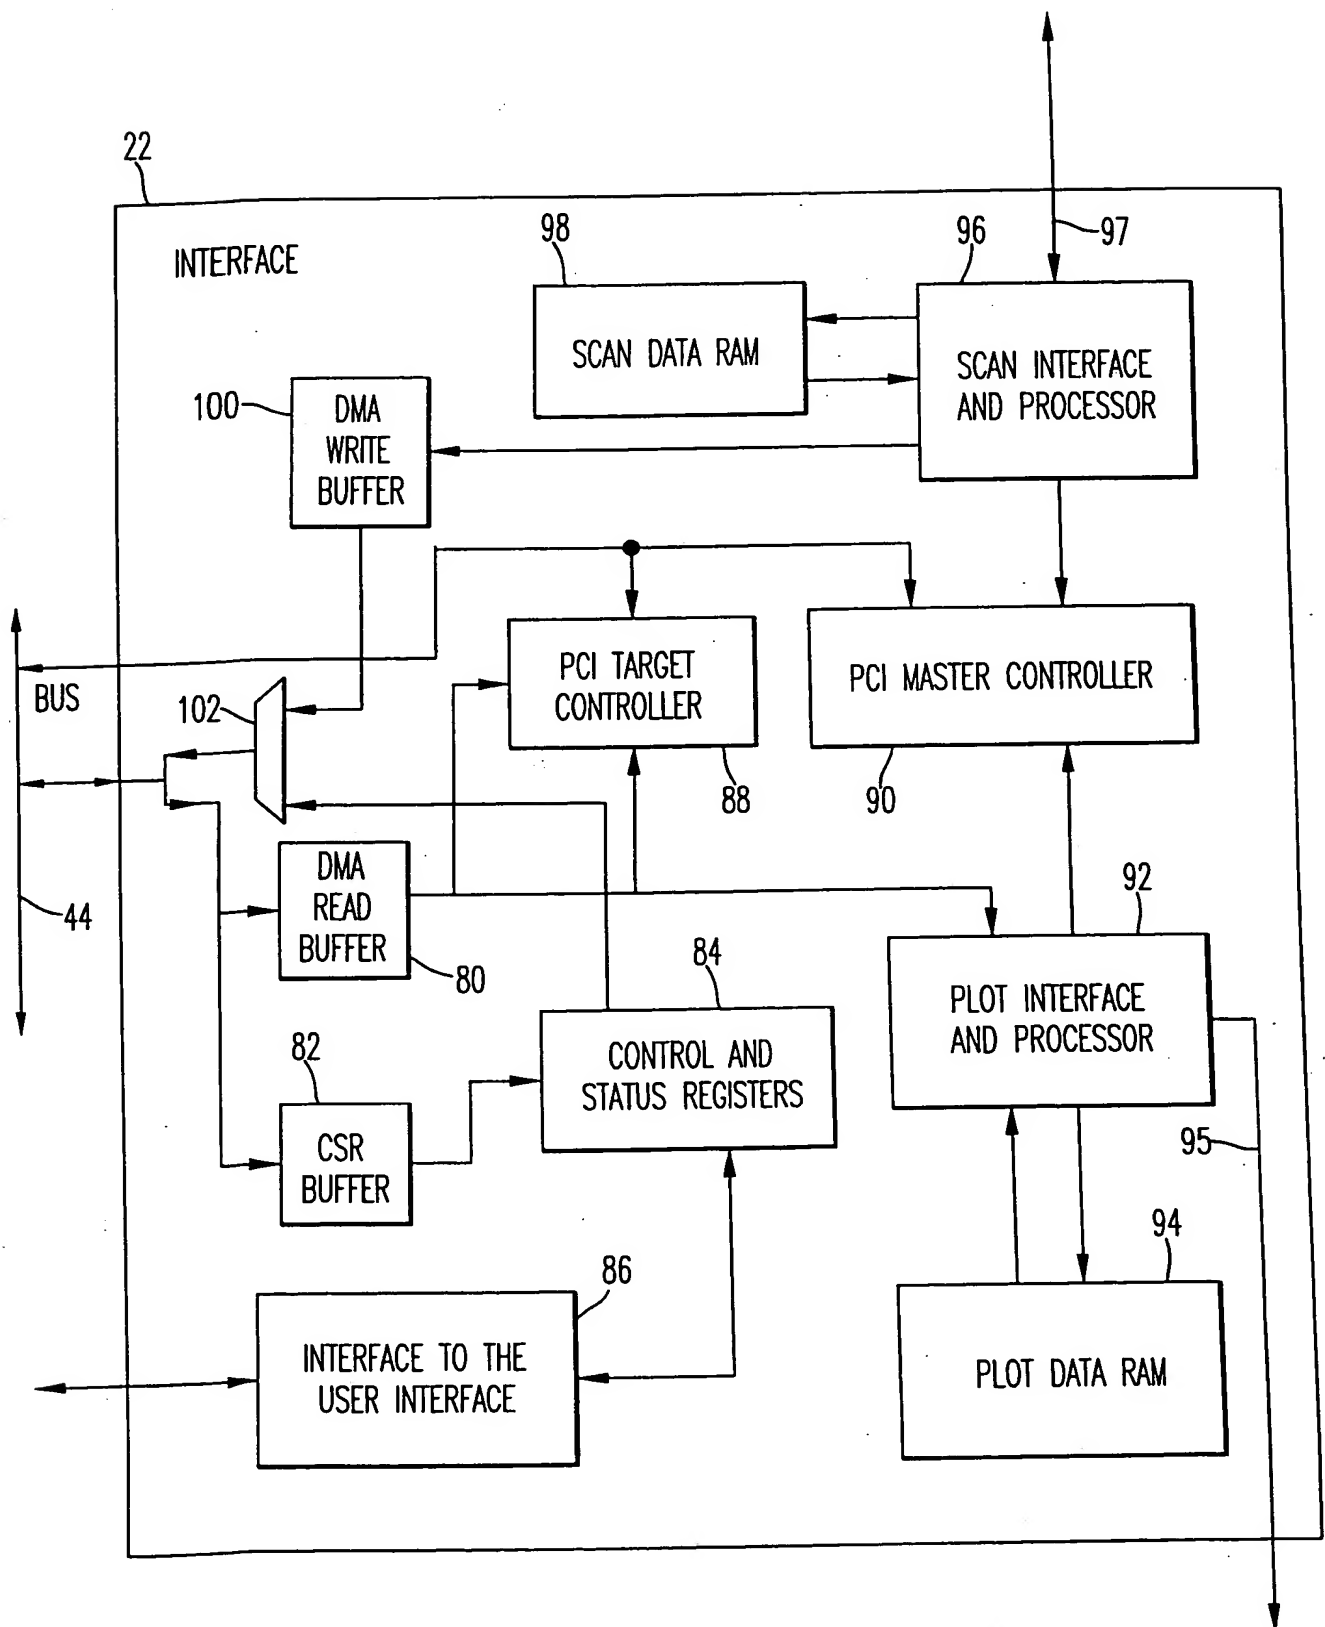 22
INTERFACE
98
96
97
SCAN DATA RAM
SCAN INTERFACE
AND PROCESSOR
100
DMA
WRITE
BUFFER
BUS
102
PCI TARGET
CONTROLLER
88
PCI MASTER CONTROLLER
90
44
DMA
READ
BUFFER
80
92
PLOT INTERFACE
AND PROCESSOR
84
CONTROL AND
STATUS REGISTERS
82
CSR
BUFFER
95
94
PLOT DATA RAM
86
INTERFACE TO THE
USER INTERFACE